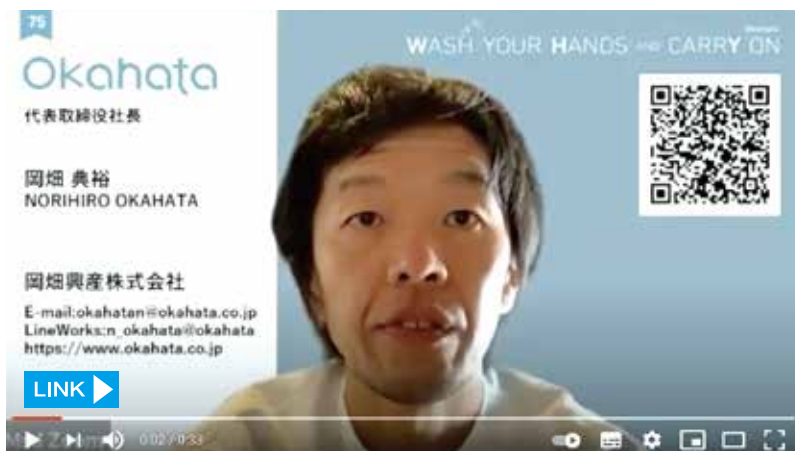 75
Okahata
代表取締役社長
WASH YOUR HANDS AND CARRY ON
岡畑 典裕
NORIHIRO OKAHATA
岡畑興産株式会社
E-mail:okahatan@okahata.co.jp
LineWorks:n_okahata@okahata
https://www.okahata.co.jp
LINK
0:02 / 0:33